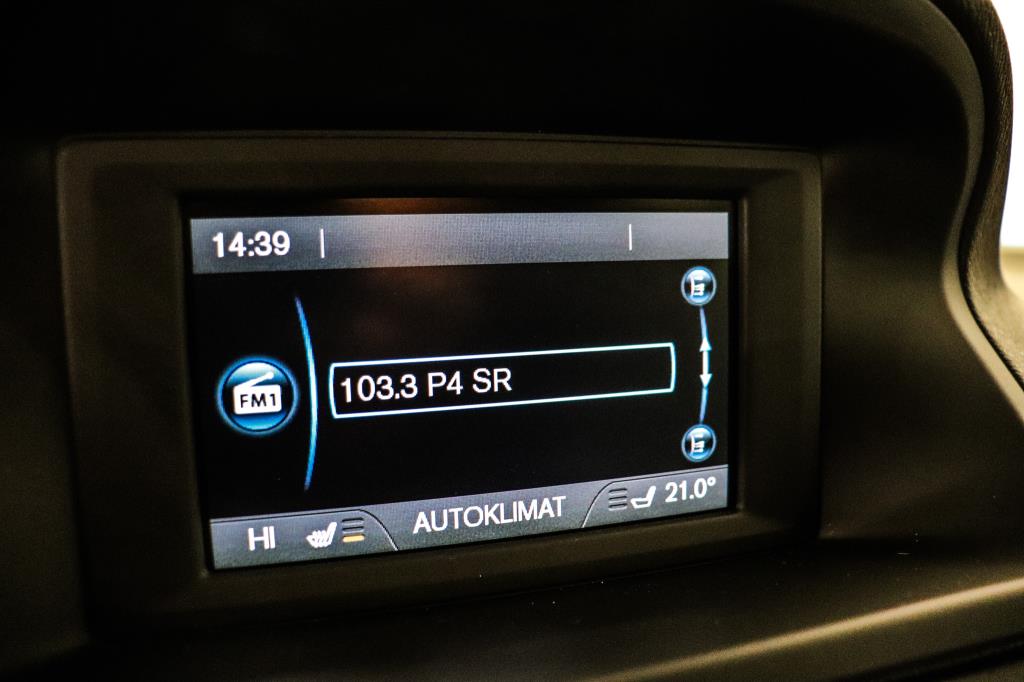 14:39
FM1
103.3 P4 SR
HI
AUTOKLIMAT
21.0°